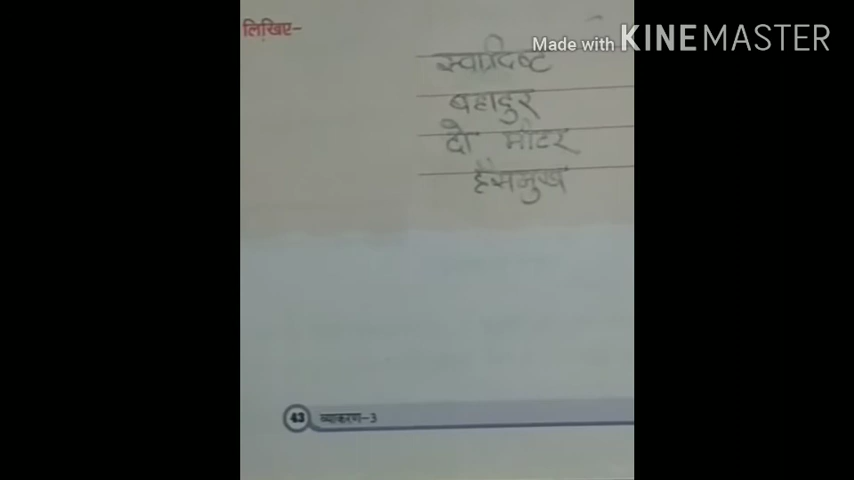 लिखिए-
Made with KINEMASTER
स्वादिष्ट
बहादुर
दो मीटर
हँसमुख
43 व्याकरण-3